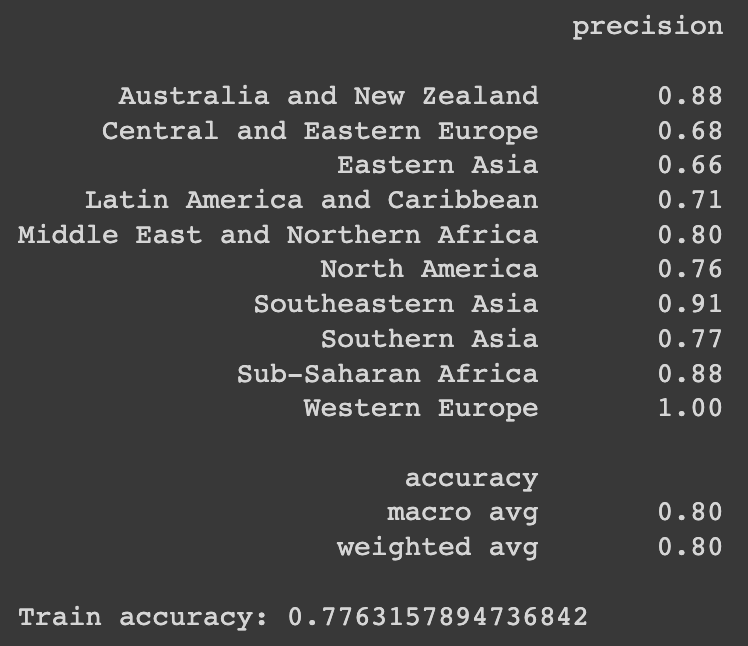 precision
Australia and New Zealand 0.88
Central and Eastern Europe 0.68
Eastern Asia 0.66
Latin America and Caribbean 0.71
Middle East and Northern Africa 0.80
North America 0.76
Southeastern Asia 0.91
Southern Asia 0.77
Sub-Saharan Africa 0.88
Western Europe 1.00
accuracy
macro avg 0.80
weighted avg 0.80
Train accuracy: 0.7763157894736842